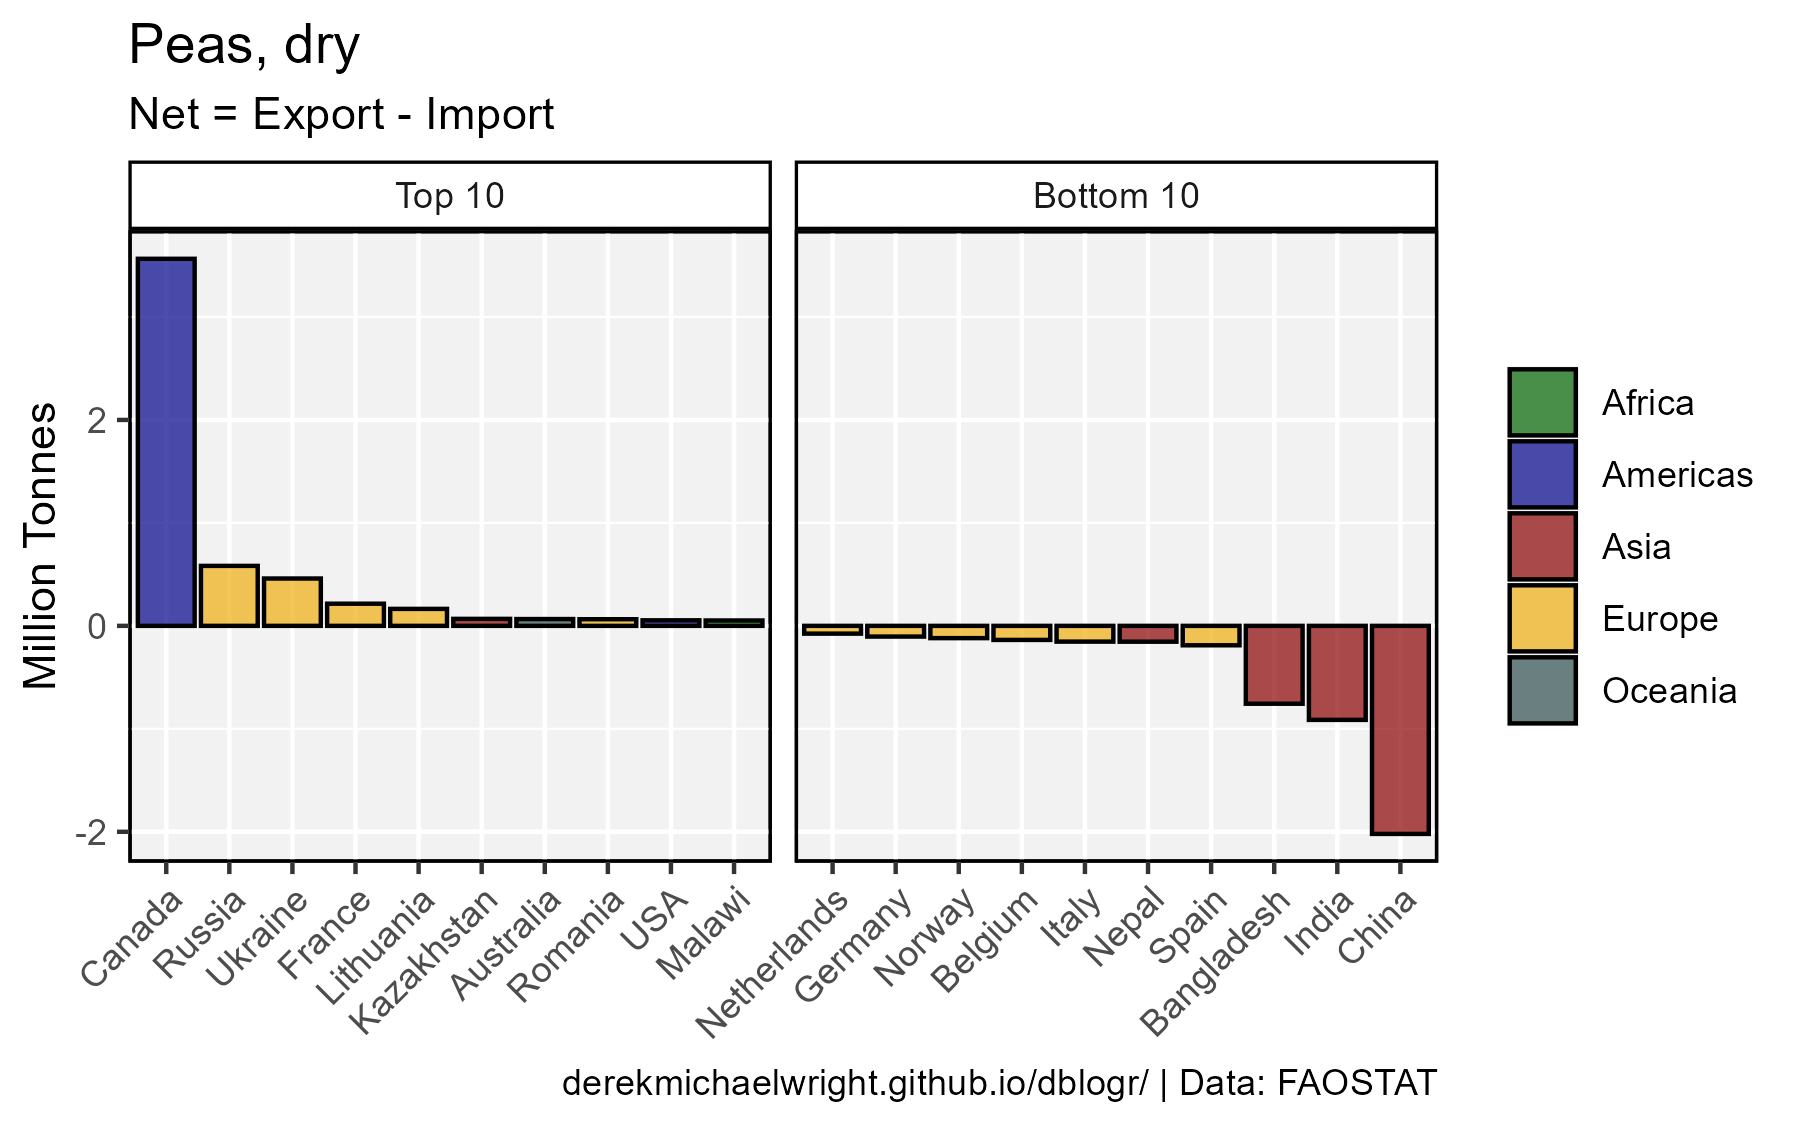 Peas, dry
Net = Export - Import
Top 10
Bottom 10
Million Tonnes
2
0
-2
Canada
Russia
Ukraine
France
Lithuania
Kazakhstan
Australia
Romania
USA
Malawi
Netherlands
Germany
Norway
Belgium
Italy
Nepal
Spain
Bangladesh
India
China
Africa
Americas
Asia
Europe
Oceania
derekmichaelwright.github.io/dblogr/ | Data: FAOSTAT